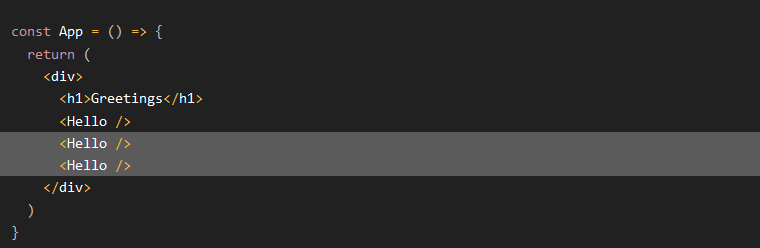 const App = () => {
  return (
    <div>
      <h1>Greetings</h1>
      <Hello />
      <Hello />
      <Hello />
    </div>
  )
}